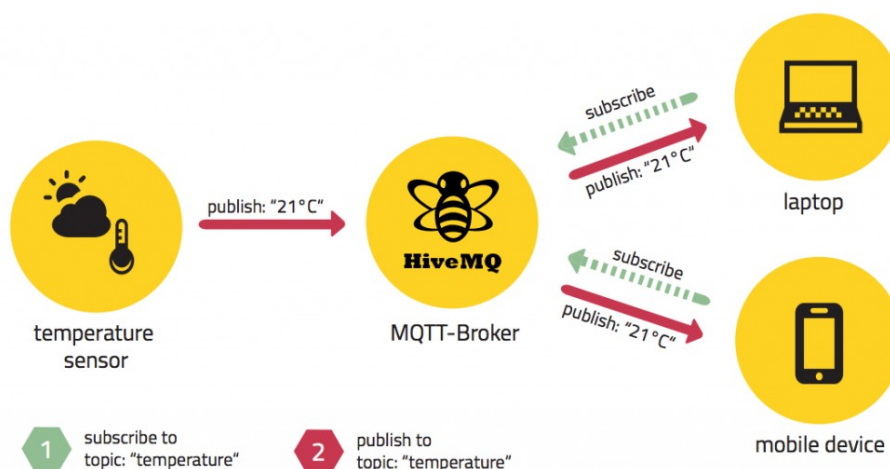 subscribe
publish: "21°C"
laptop
publish: "21°C"
HiveMQ
MQTT-Broker
temperature
sensor
subscribe
publish: "21°C"
mobile device
1
subscribe to
topic: "temperature"
2
publish to
topic: "temperature"